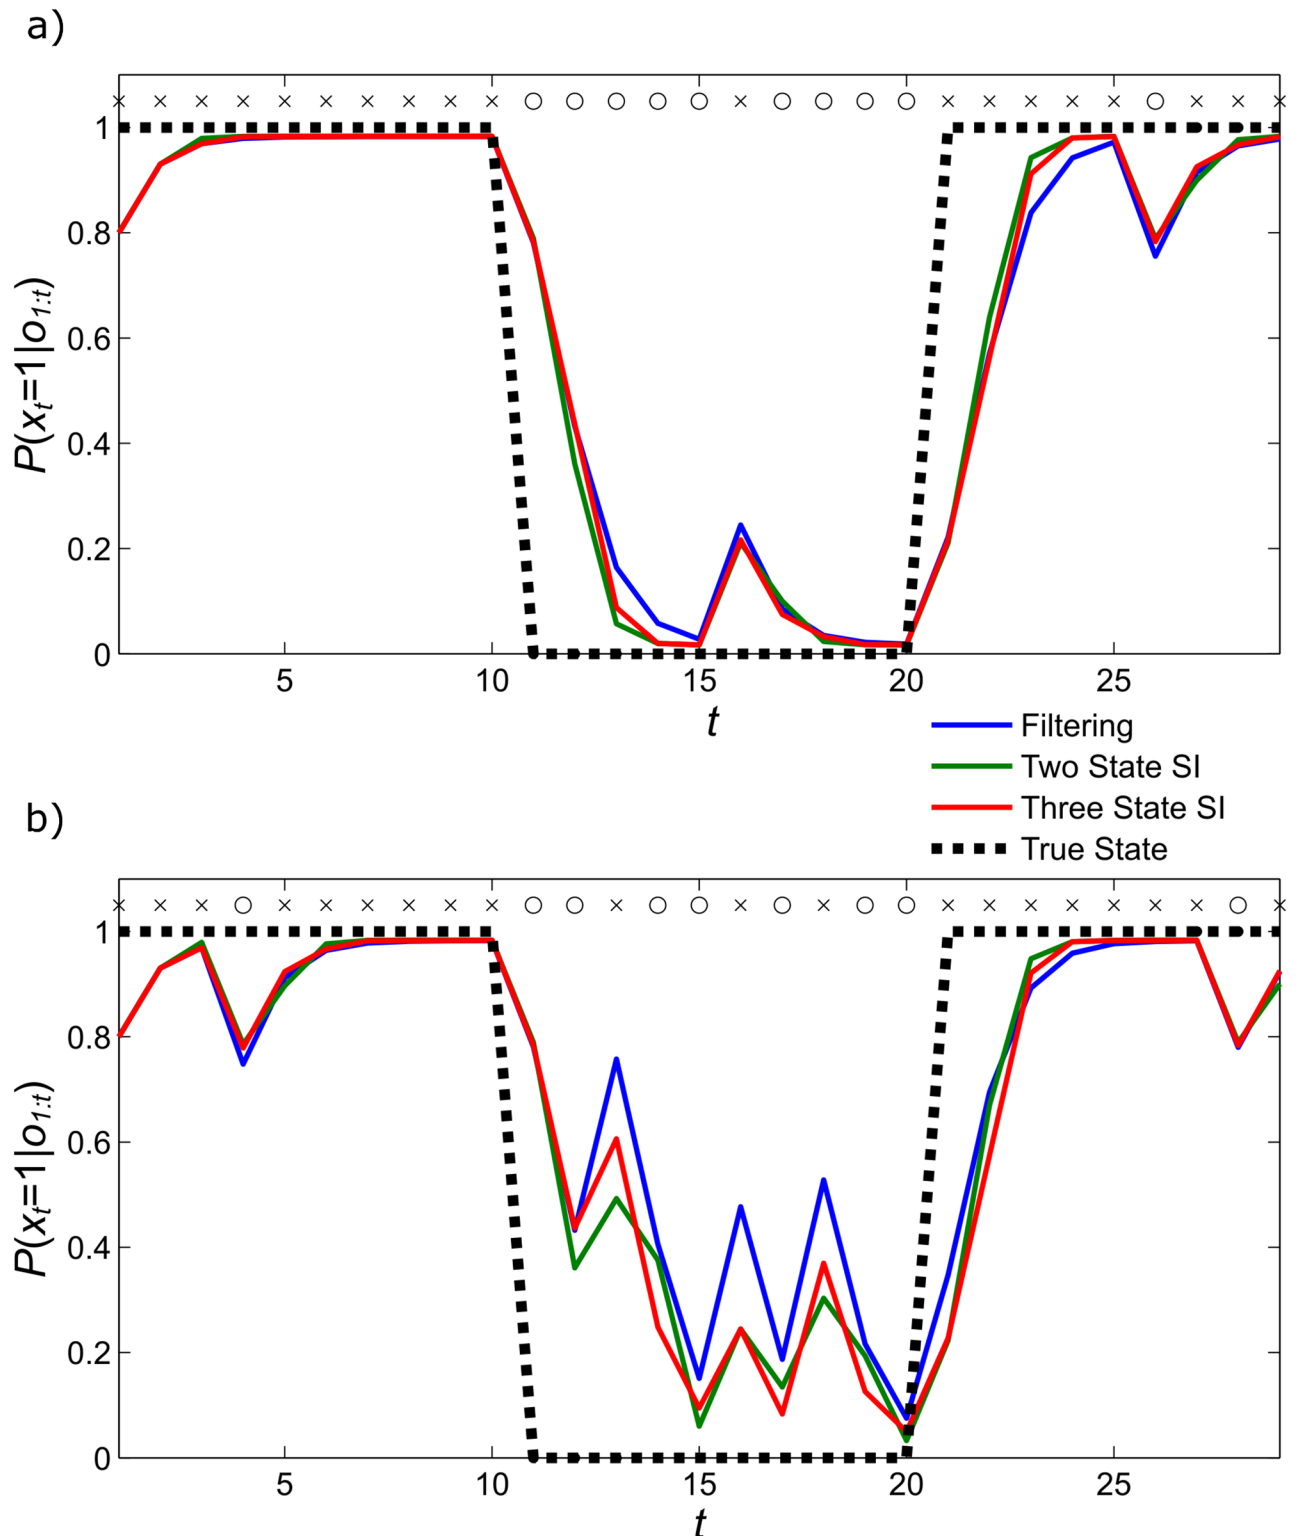 a)
× × × × × × × × × × ○ ○ ○ ○ ○ × ○ ○ ○ ○ × × × × × ○ × × ×
1
0.8
0.6
0.4
0.2
0
P(xt=1|o1:t)
5 10 15 20 25
t
Filtering
Two State SI
Three State SI
True State
b)
× × × ○ × × × × × × ○ ○ × ○ ○ × ○ × ○ ○ × × × × × × × ○ ×
1
0.8
0.6
0.4
0.2
0
P(xt=1|o1:t)
5 10 15 20 25
t